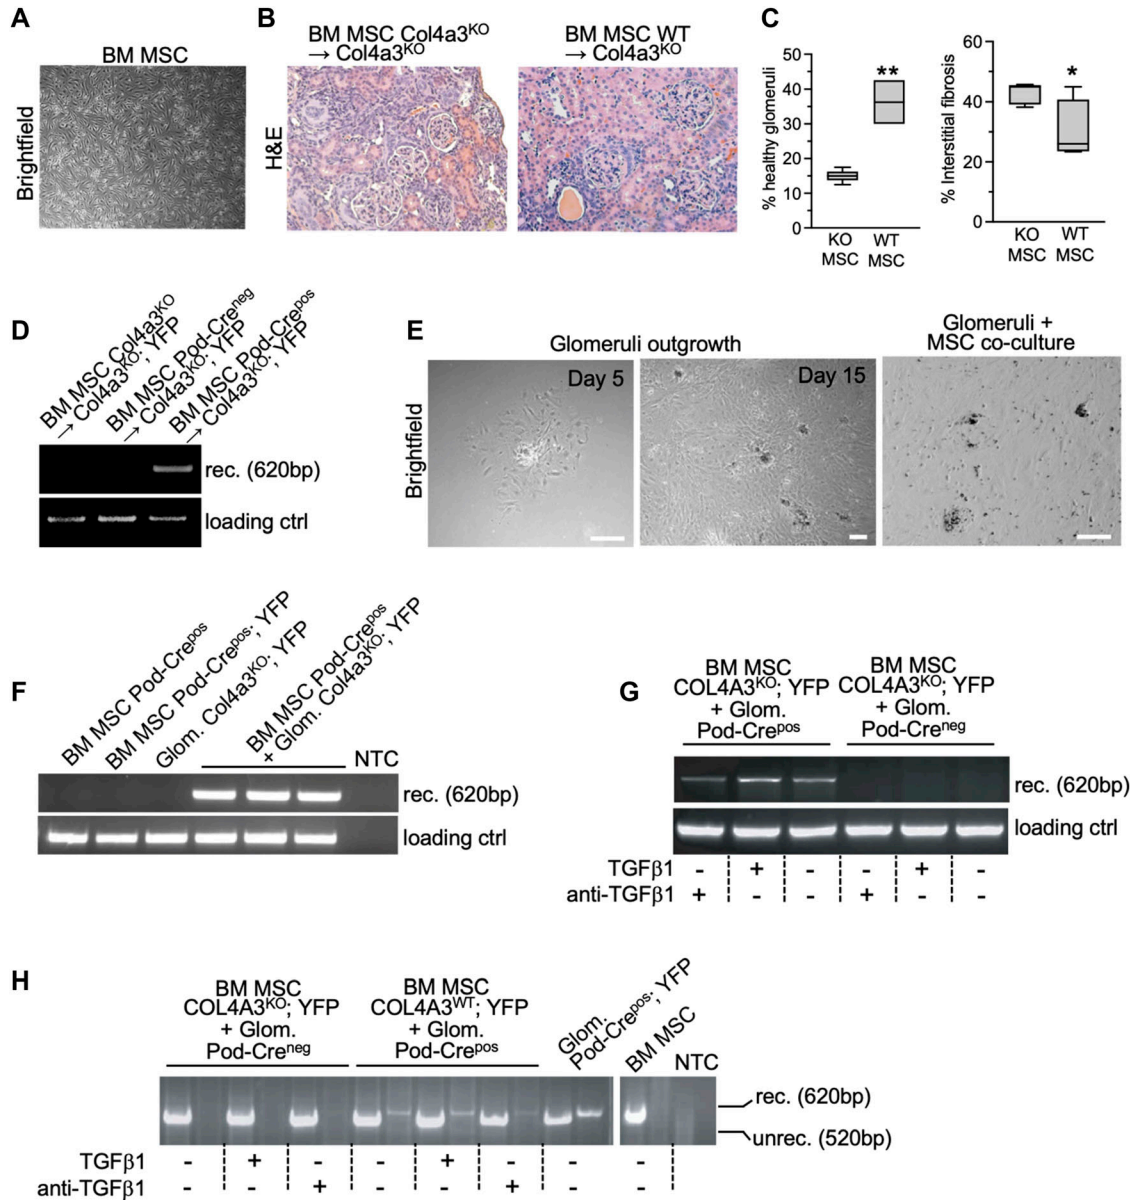 A
BM MSC
Brightfield
B
BM MSC Col4a3KO
→ Col4a3KO
BM MSC WT
→ Col4a3KO
H&E
C
% healthy glomeruli
50
40
30
20
10
0
**
KO
MSC
WT
MSC
% Interstitial fibrosis
60
40
20
0
*
KO
MSC
WT
MSC
D
BM MSC Col4a3KO
→ Col4a3KO; YFP
BM MSC Pod-Creneg
→ Col4a3KO; YFP
BM MSC Pod-Crepos
→ Col4a3KO; YFP
rec. (620bp)
loading ctrl
E
Glomeruli outgrowth
Glomeruli +
MSC co-culture
Brightfield
Day 5
Day 15
F
BM MSC Pod-Crepos
BM MSC Pod-Crepos; YFP
Glom. Col4a3KO; YFP
BM MSC Pod-Crepos
+ Glom. Col4a3KO; YFP
NTC
rec. (620bp)
loading ctrl
G
BM MSC
COL4A3KO; YFP
+ Glom.
Pod-Crepos
BM MSC
COL4A3KO; YFP
+ Glom.
Pod-Creneg
rec. (620bp)
loading ctrl
TGFβ1 - + - - + -
anti-TGFβ1 + - - + - -
H
BM MSC
COL4A3KO; YFP
+ Glom.
Pod-Creneg
BM MSC
COL4A3WT; YFP
+ Glom.
Pod-Crepos
Glom.
Pod-Crepos; YFP
BM MSC
NTC
rec. (620bp)
unrec. (520bp)
TGFβ1 - + - - + - - -
anti-TGFβ1 - - + - - + - -